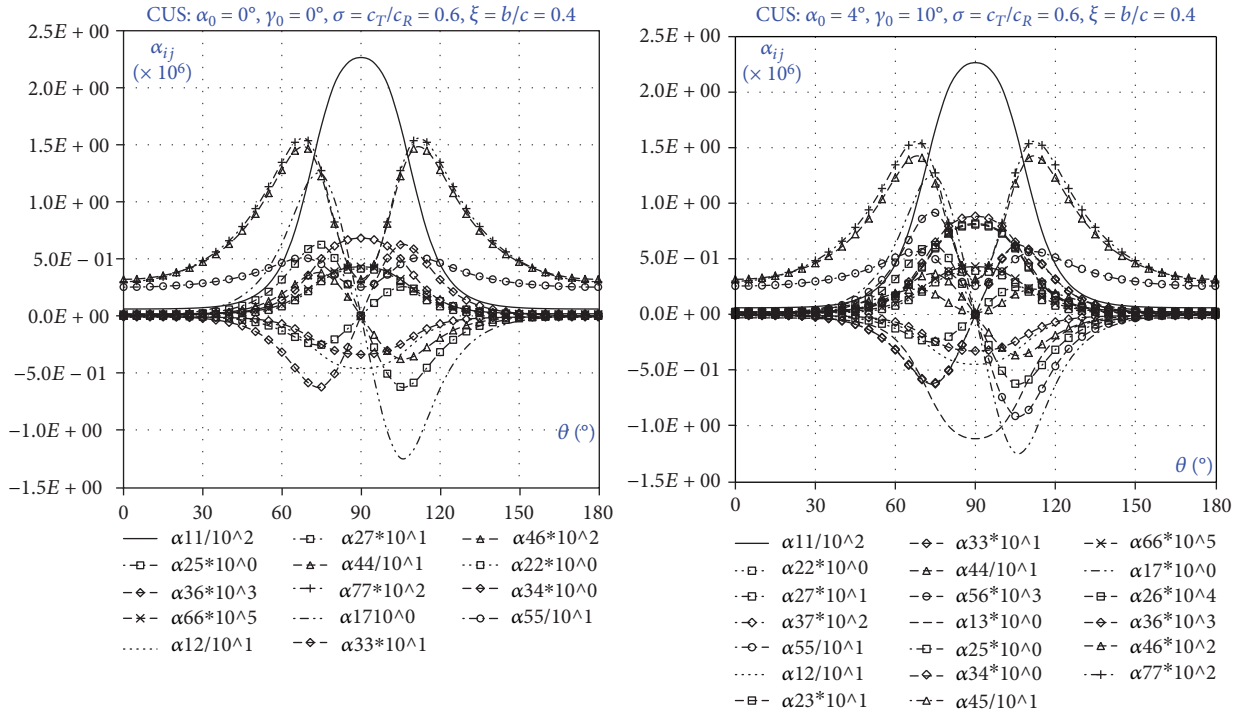 CUS: α0 = 0°, γ0 = 0°, σ = cT/cR = 0.6, ξ = b/c = 0.4
αij
(× 10^6)
2.5E + 00
2.0E + 00
1.5E + 00
1.0E + 00
5.0E − 01
0.0E + 00
−5.0E − 01
−1.0E + 00
−1.5E + 00
θ (°)
0 30 60 90 120 150 180
α11/10^2 α27*10^1 α46*10^2
α25*10^0 α44/10^1 α22*10^0
α36*10^3 α77*10^2 α34*10^0
α66*10^5 α1710^0 α55/10^1
α12/10^1 α33*10^1
CUS: α0 = 4°, γ0 = 10°, σ = cT/cR = 0.6, ξ = b/c = 0.4
αij
(× 10^6)
2.5E + 00
2.0E + 00
1.5E + 00
1.0E + 00
5.0E − 01
0.0E + 00
−5.0E − 01
−1.0E + 00
−1.5E + 00
θ (°)
0 30 60 90 120 150 180
α11/10^2 α33*10^1 α66*10^5
α22*10^0 α44/10^1 α17*10^0
α27*10^1 α56*10^3 α26*10^4
α37*10^2 α13*10^0 α36*10^3
α55/10^1 α25*10^0 α46*10^2
α12/10^1 α34*10^0 α77*10^2
α23*10^1 α45/10^1